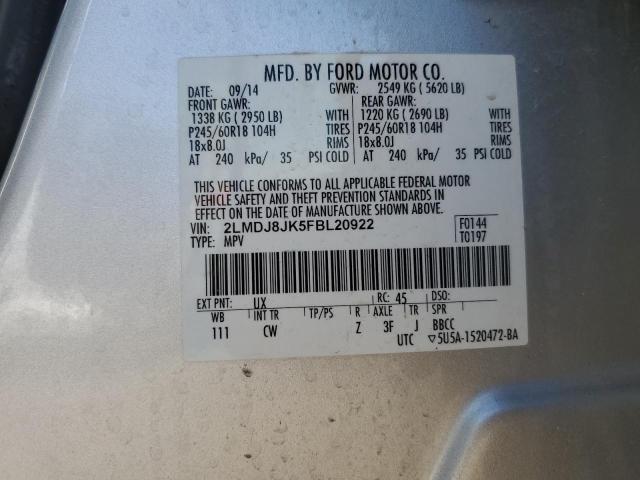 MFD. BY FORD MOTOR CO.
DATE: 09/14 GVWR: 2549 KG ( 5620 LB)
FRONT GAWR: REAR GAWR:
1338 KG ( 2950 LB) WITH 1220 KG ( 2690 LB) WITH
P245/60R18 104H TIRES P245/60R18 104H TIRES
18x8.0J RIMS 18x8.0J RIMS
AT 240 kPa/ 35 PSI COLD AT 240 kPa/ 35 PSI COLD
THIS VEHICLE CONFORMS TO ALL APPLICABLE FEDERAL MOTOR
VEHICLE SAFETY AND THEFT PREVENTION STANDARDS IN
EFFECT ON THE DATE OF MANUFACTURE SHOWN ABOVE.
VIN: 2LMDJ8JK5FBL20922 F0144
TYPE: MPV T0197
EXT PNT: UX RC: 45 DSO:
WB INT TR TP/PS R AXLE TR SPR
111 CW Z 3F J BBCC
UTC ▽5U5A-1520472-BA